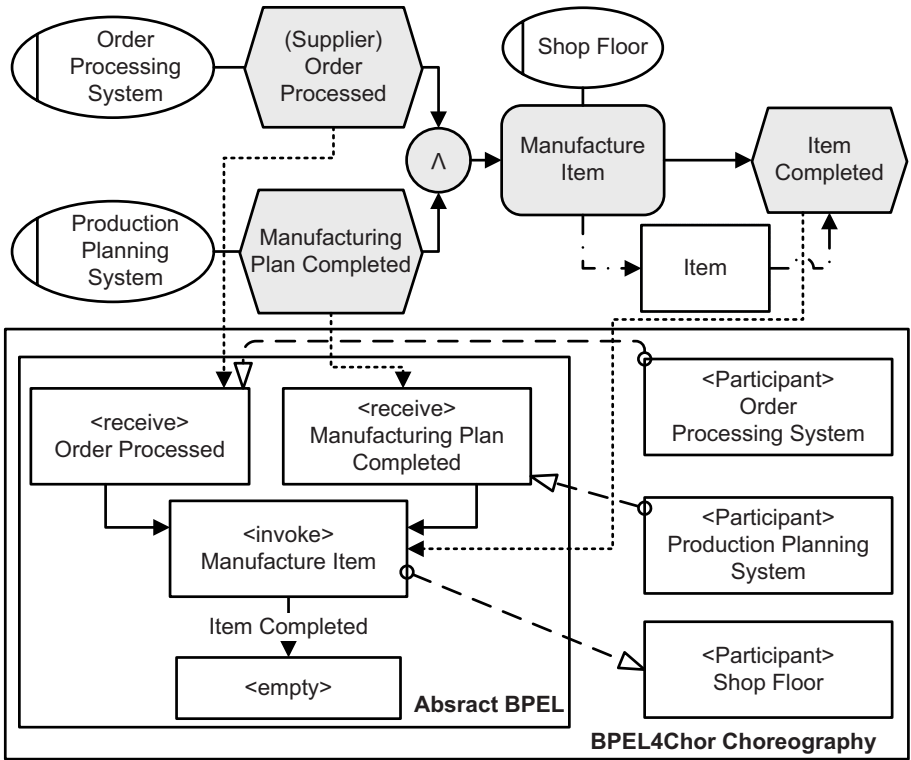 Order
Processing
System
(Supplier)
Order
Processed
Shop Floor
Λ
Manufacture
Item
Item
Completed
Production
Planning
System
Manufacturing
Plan Completed
Item
<receive>
Order Processed
<receive>
Manufacturing Plan
Completed
<Participant>
Order
Processing System
<invoke>
Manufacture Item
<Participant>
Production Planning
System
Item Completed
<empty>
<Participant>
Shop Floor
Absract BPEL
BPEL4Chor Choreography